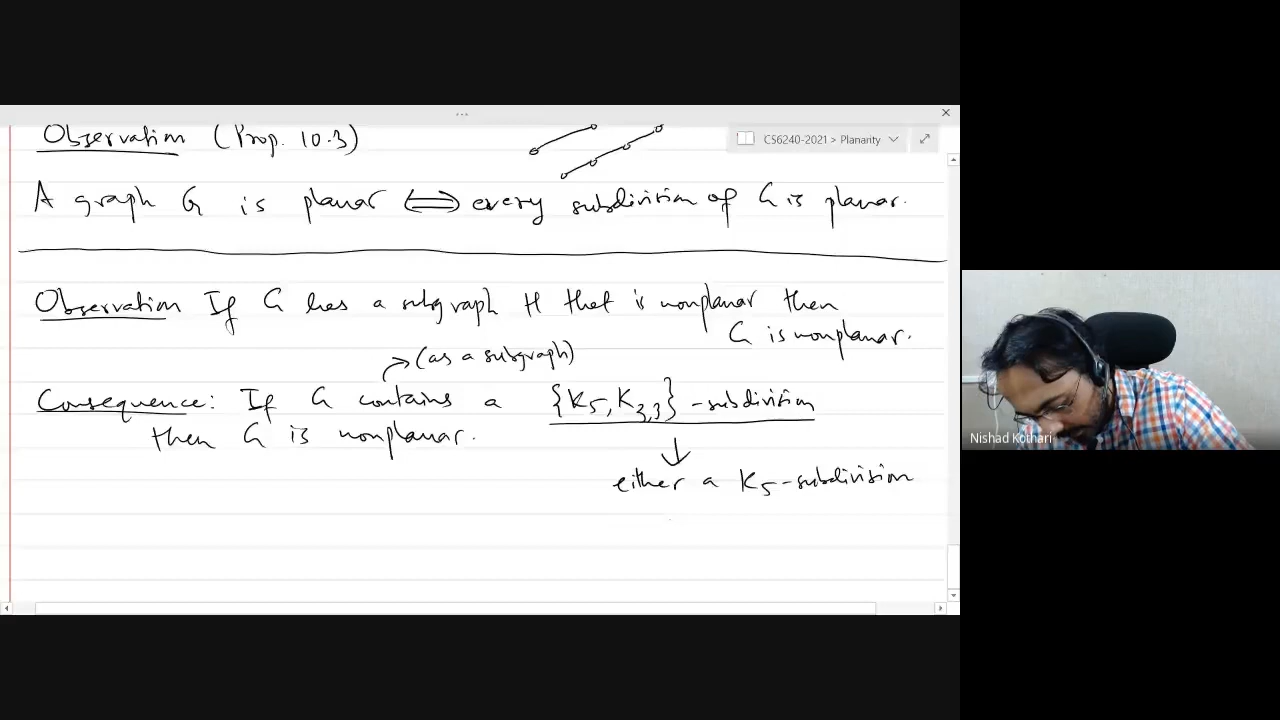 Observation (Prop. 10.3)
CS6240-2021 > Planarity
A graph G is planar ⟺ every subdivision of G is planar.
Observation If G has a subgraph H that is nonplanar then
G is nonplanar.
(as a subgraph)
Consequence: If G contains a {K5, K3,3} - subdivision
then G is nonplanar.
either a K5-subdivision
Nishad Kothari